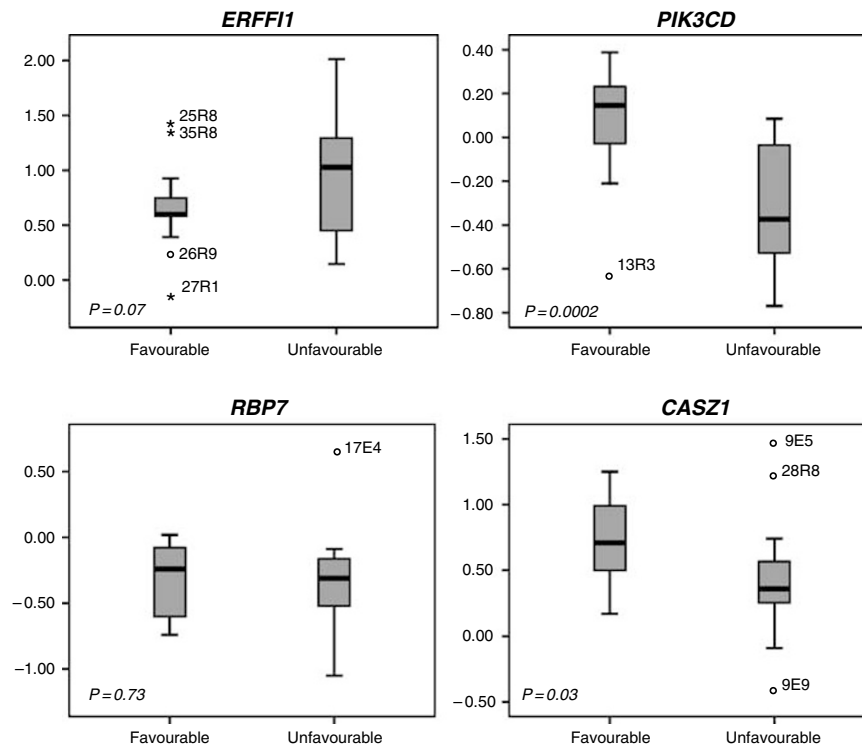 ERFFI1
2.00
1.50
1.00
0.50
0.00
25R8
35R8
26R9
27R1
P = 0.07
Favourable
Unfavourable
PIK3CD
0.40
0.20
0.00
−0.20
−0.40
−0.60
−0.80
13R3
P = 0.0002
Favourable
Unfavourable
RBP7
0.50
0.00
−0.50
−1.00
17E4
P = 0.73
Favourable
Unfavourable
CASZ1
1.50
1.00
0.50
0.00
−0.50
9E5
28R8
9E9
P = 0.03
Favourable
Unfavourable